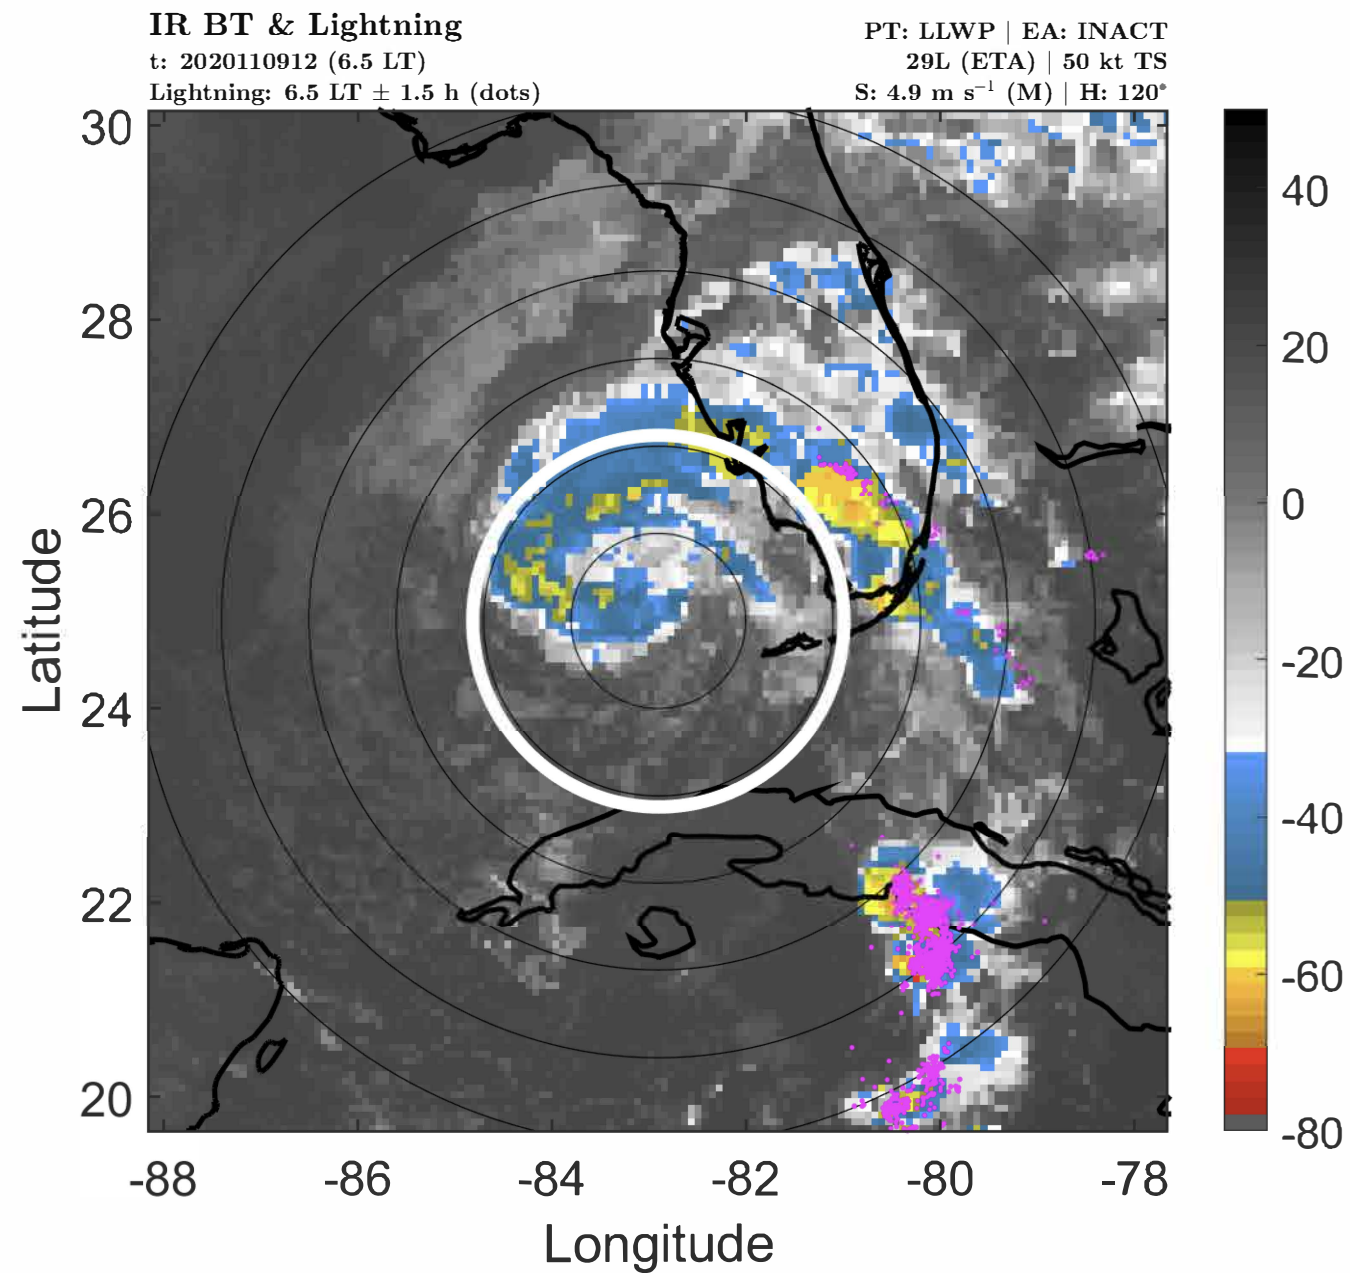 IR BT & Lightning
t: 2020110912 (6.5 LT)
Lightning: 6.5 LT ± 1.5 h (dots)
PT: LLWP | EA: INACT
29L (ETA) | 50 kt TS
S: 4.9 m s⁻¹ (M) | H: 120°
30
28
26
24
22
20
Latitude
-88
-86
-84
-82
-80
-78
Longitude
40
20
0
-20
-40
-60
-80